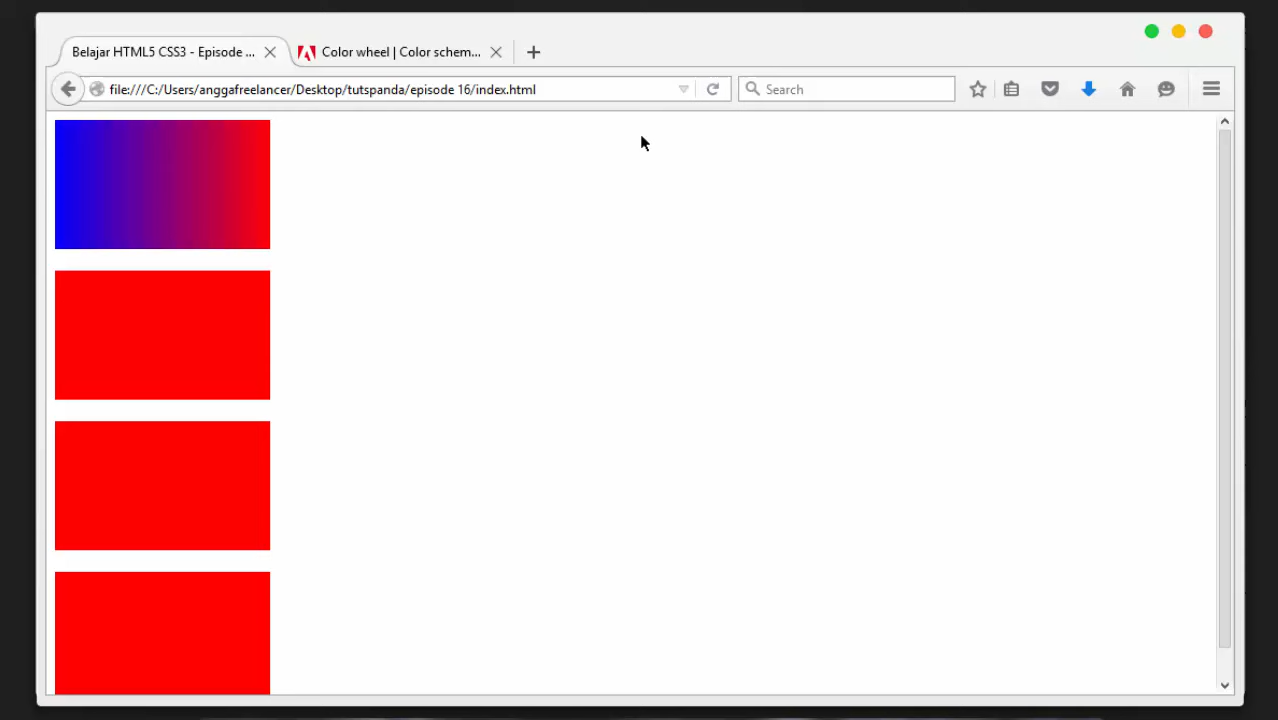 Belajar HTML5 CSS3 - Episode ...
Color wheel | Color schem...
file:///C:/Users/anggafreelancer/Desktop/tutspanda/episode 16/index.html
Search